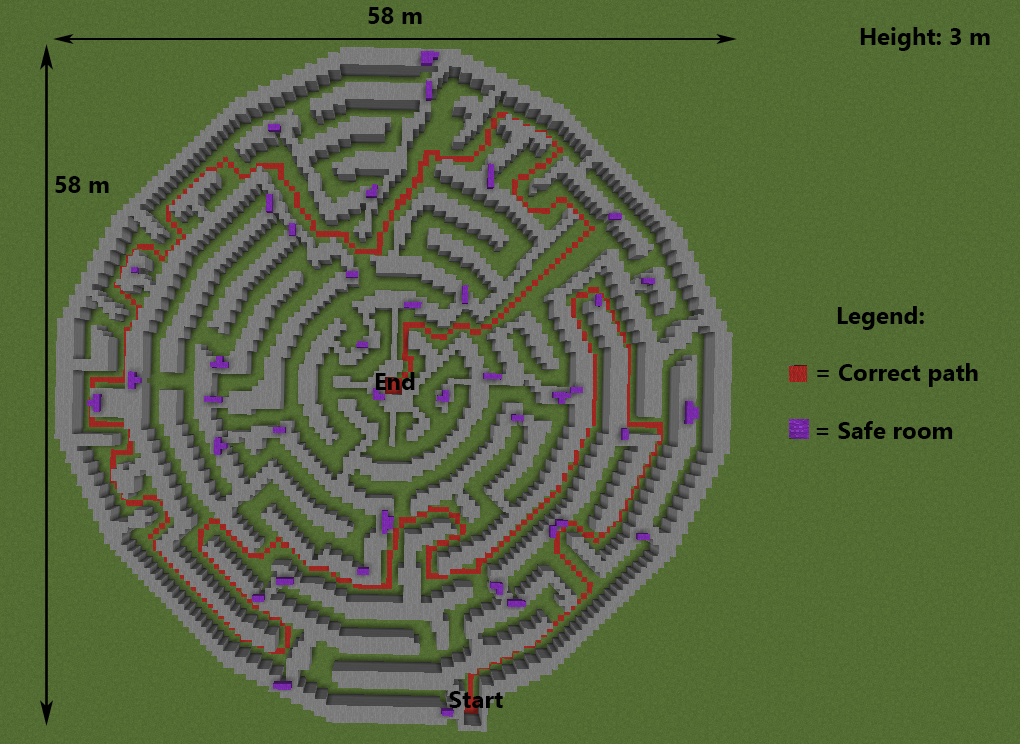 58 m
Height: 3 m
58 m
Legend:
End
= Correct path
= Safe room
Start